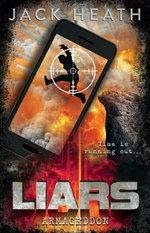 JACK HEATH
Time is
running out...
LIARS
ARMAGEDDON